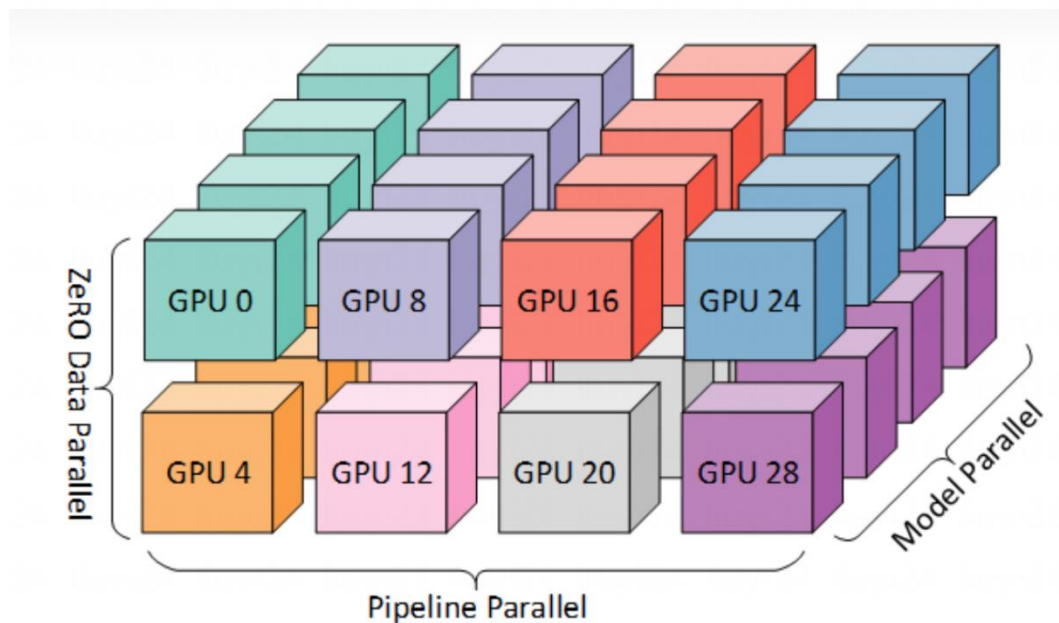 GPU 0
GPU 8
GPU 16
GPU 24
GPU 4
GPU 12
GPU 20
GPU 28
ZeRO Data Parallel
Pipeline Parallel
Model Parallel